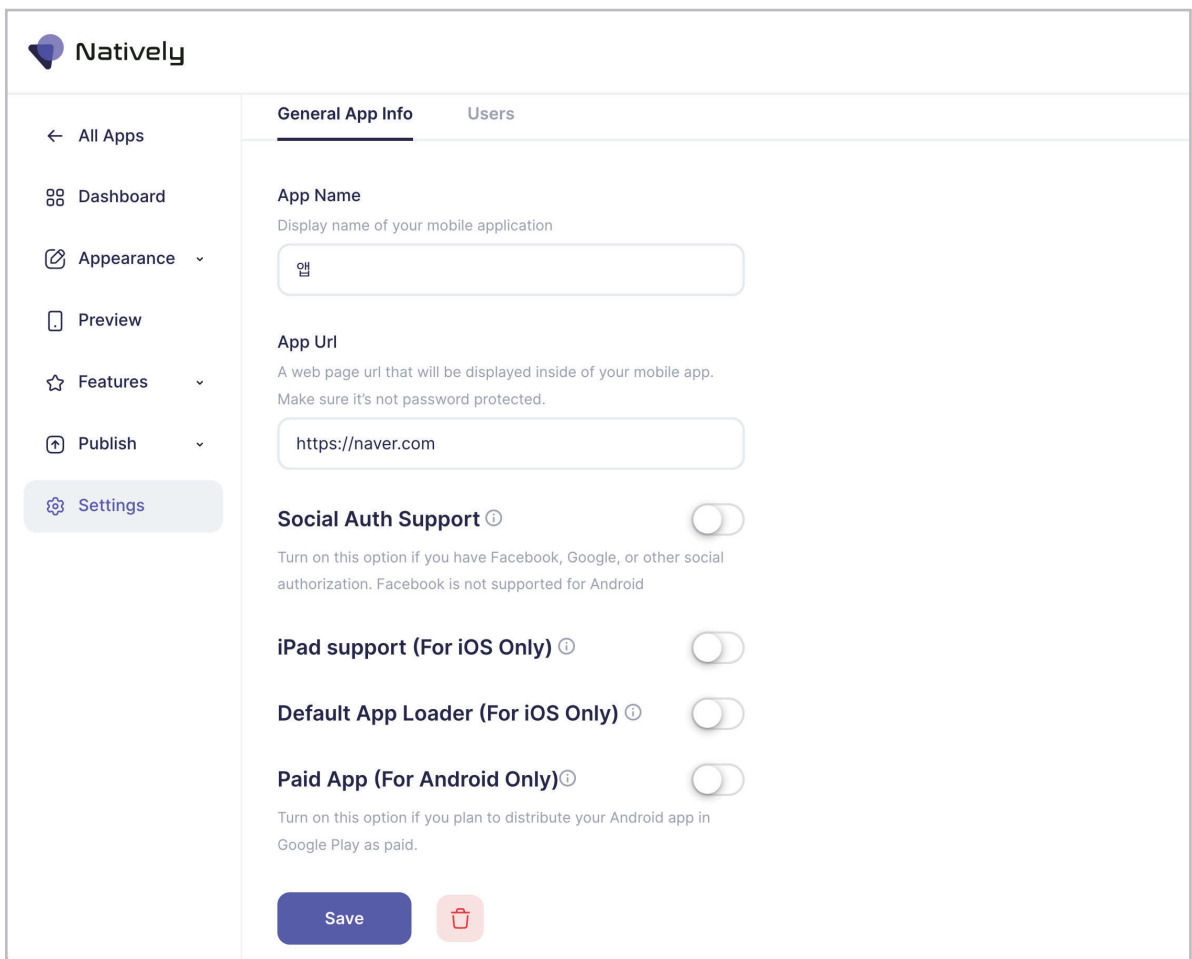 Natively
All Apps
Dashboard
Appearance
Preview
Features
Publish
Settings
General App Info
Users
App Name
Display name of your mobile application
앱
App Url
A web page url that will be displayed inside of your mobile app.
Make sure it's not password protected.
https://naver.com
Social Auth Support
Turn on this option if you have Facebook, Google, or other social
authorization. Facebook is not supported for Android
iPad support (For iOS Only)
Default App Loader (For iOS Only)
Paid App (For Android Only)
Turn on this option if you plan to distribute your Android app in
Google Play as paid.
Save